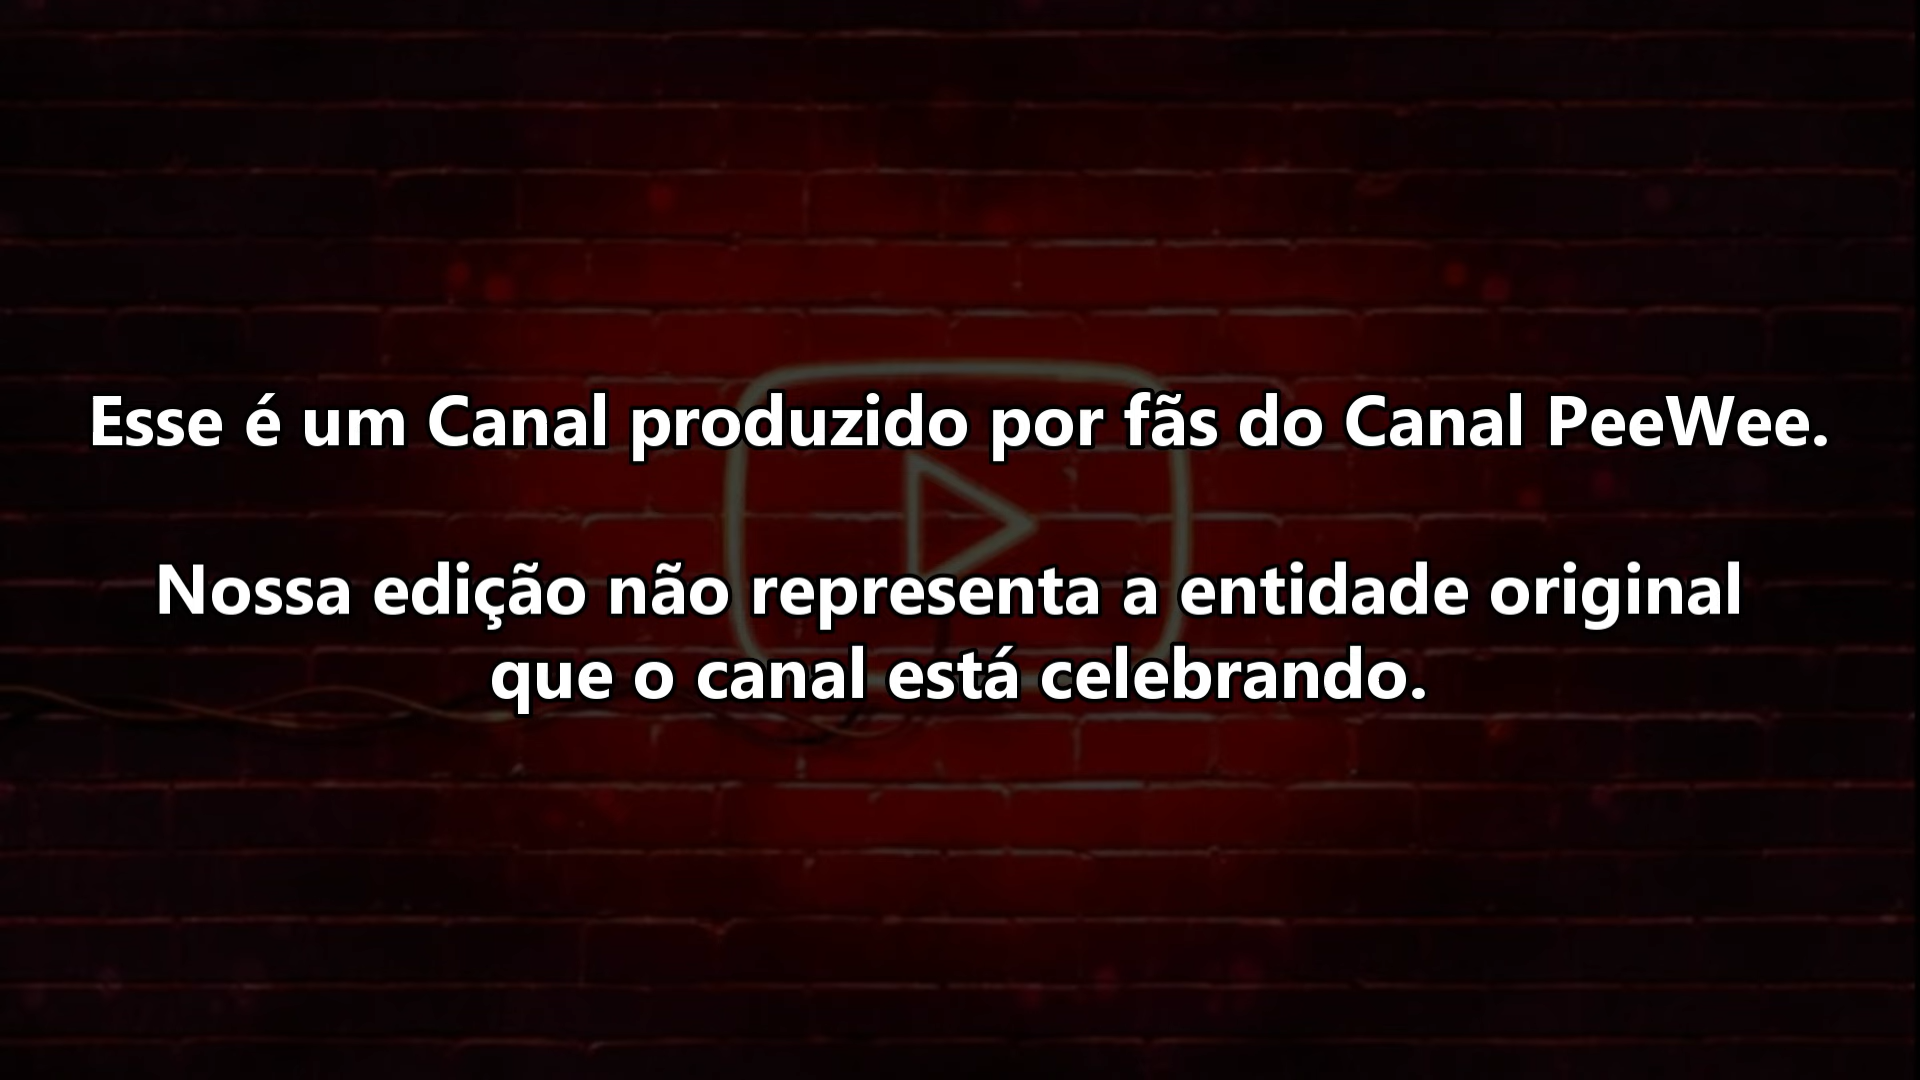 Esse é um Canal produzido por fãs do Canal PeeWee.
Nossa edição não representa a entidade original
que o canal está celebrando.